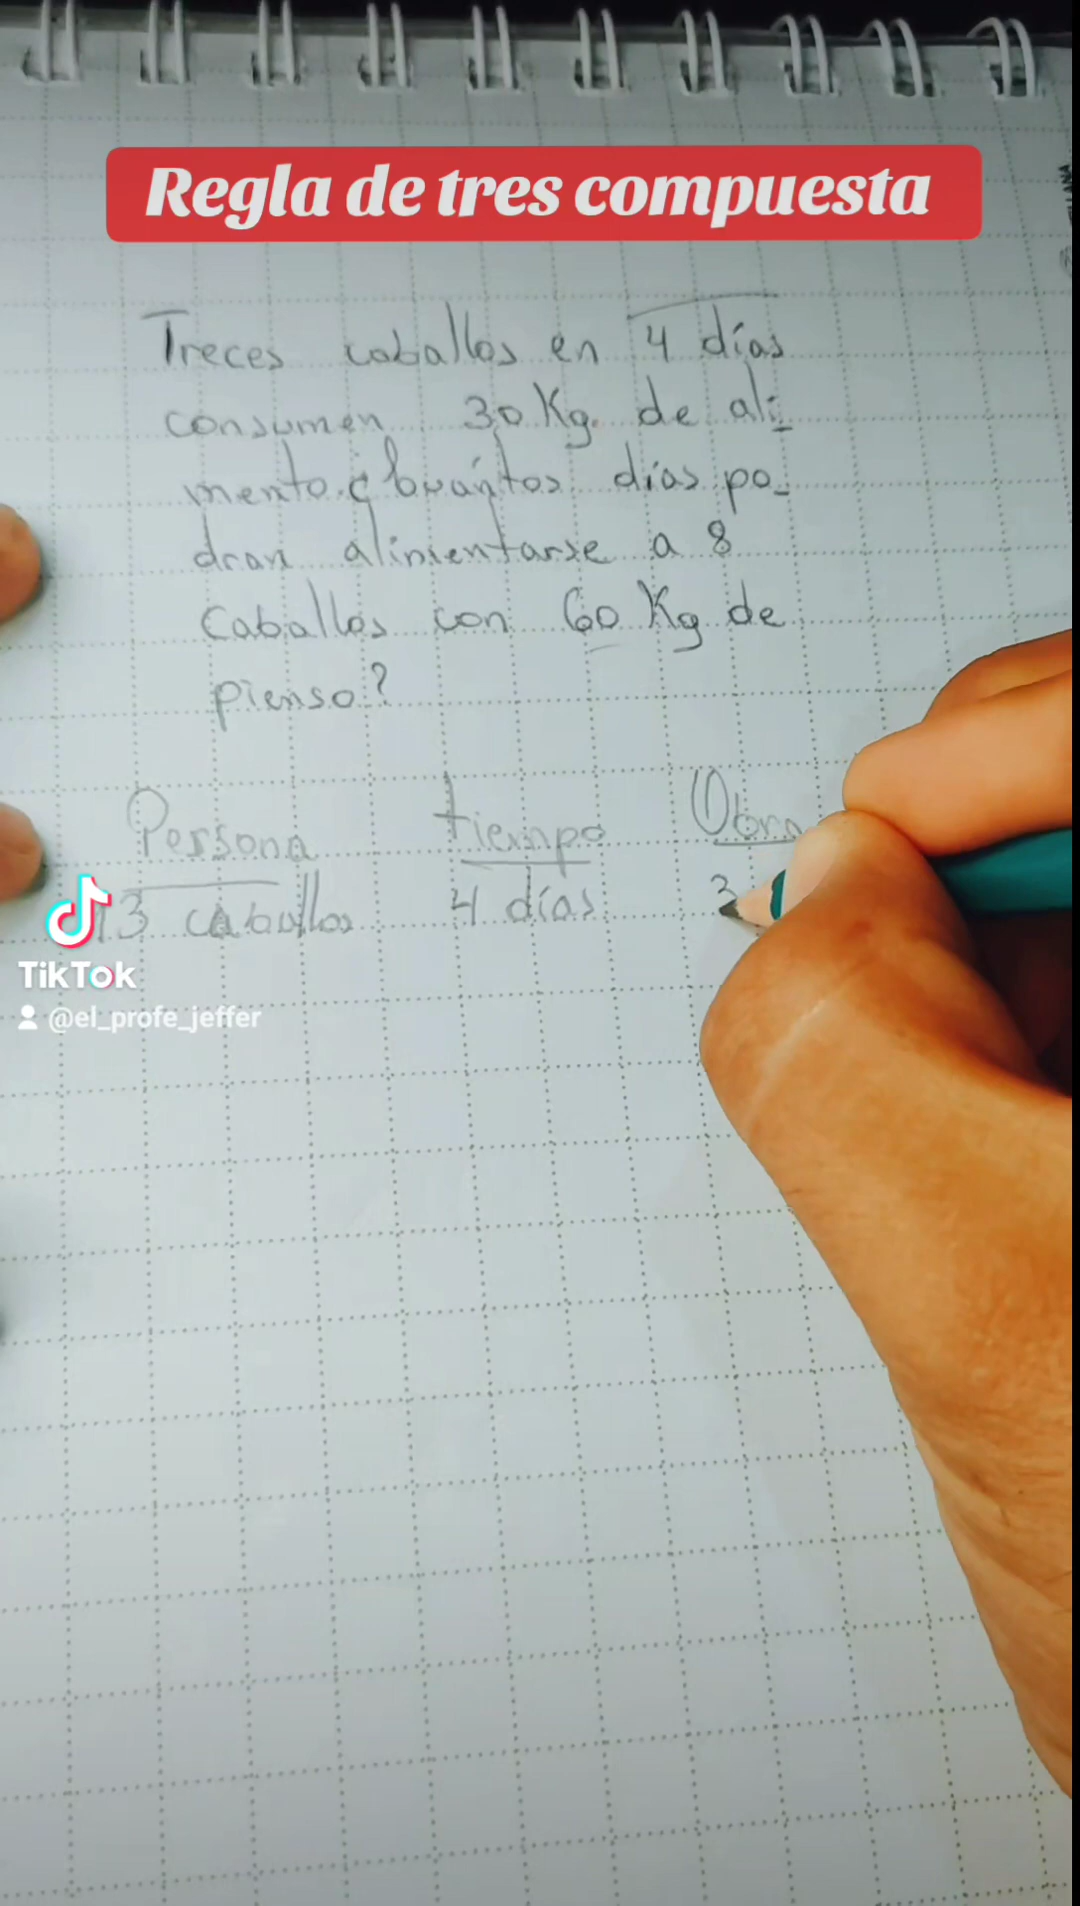 Regla de tres compuesta
Treces caballos en 4 días
consumen 30 Kg. de ali_
mento. ¿Cuántos días po_
dran alimentarse a 8
Caballos con 60 Kg de
pienso?
Persona tiempo Obra
13 caballos 4 días 3
TikTok
@el_profe_jeffer